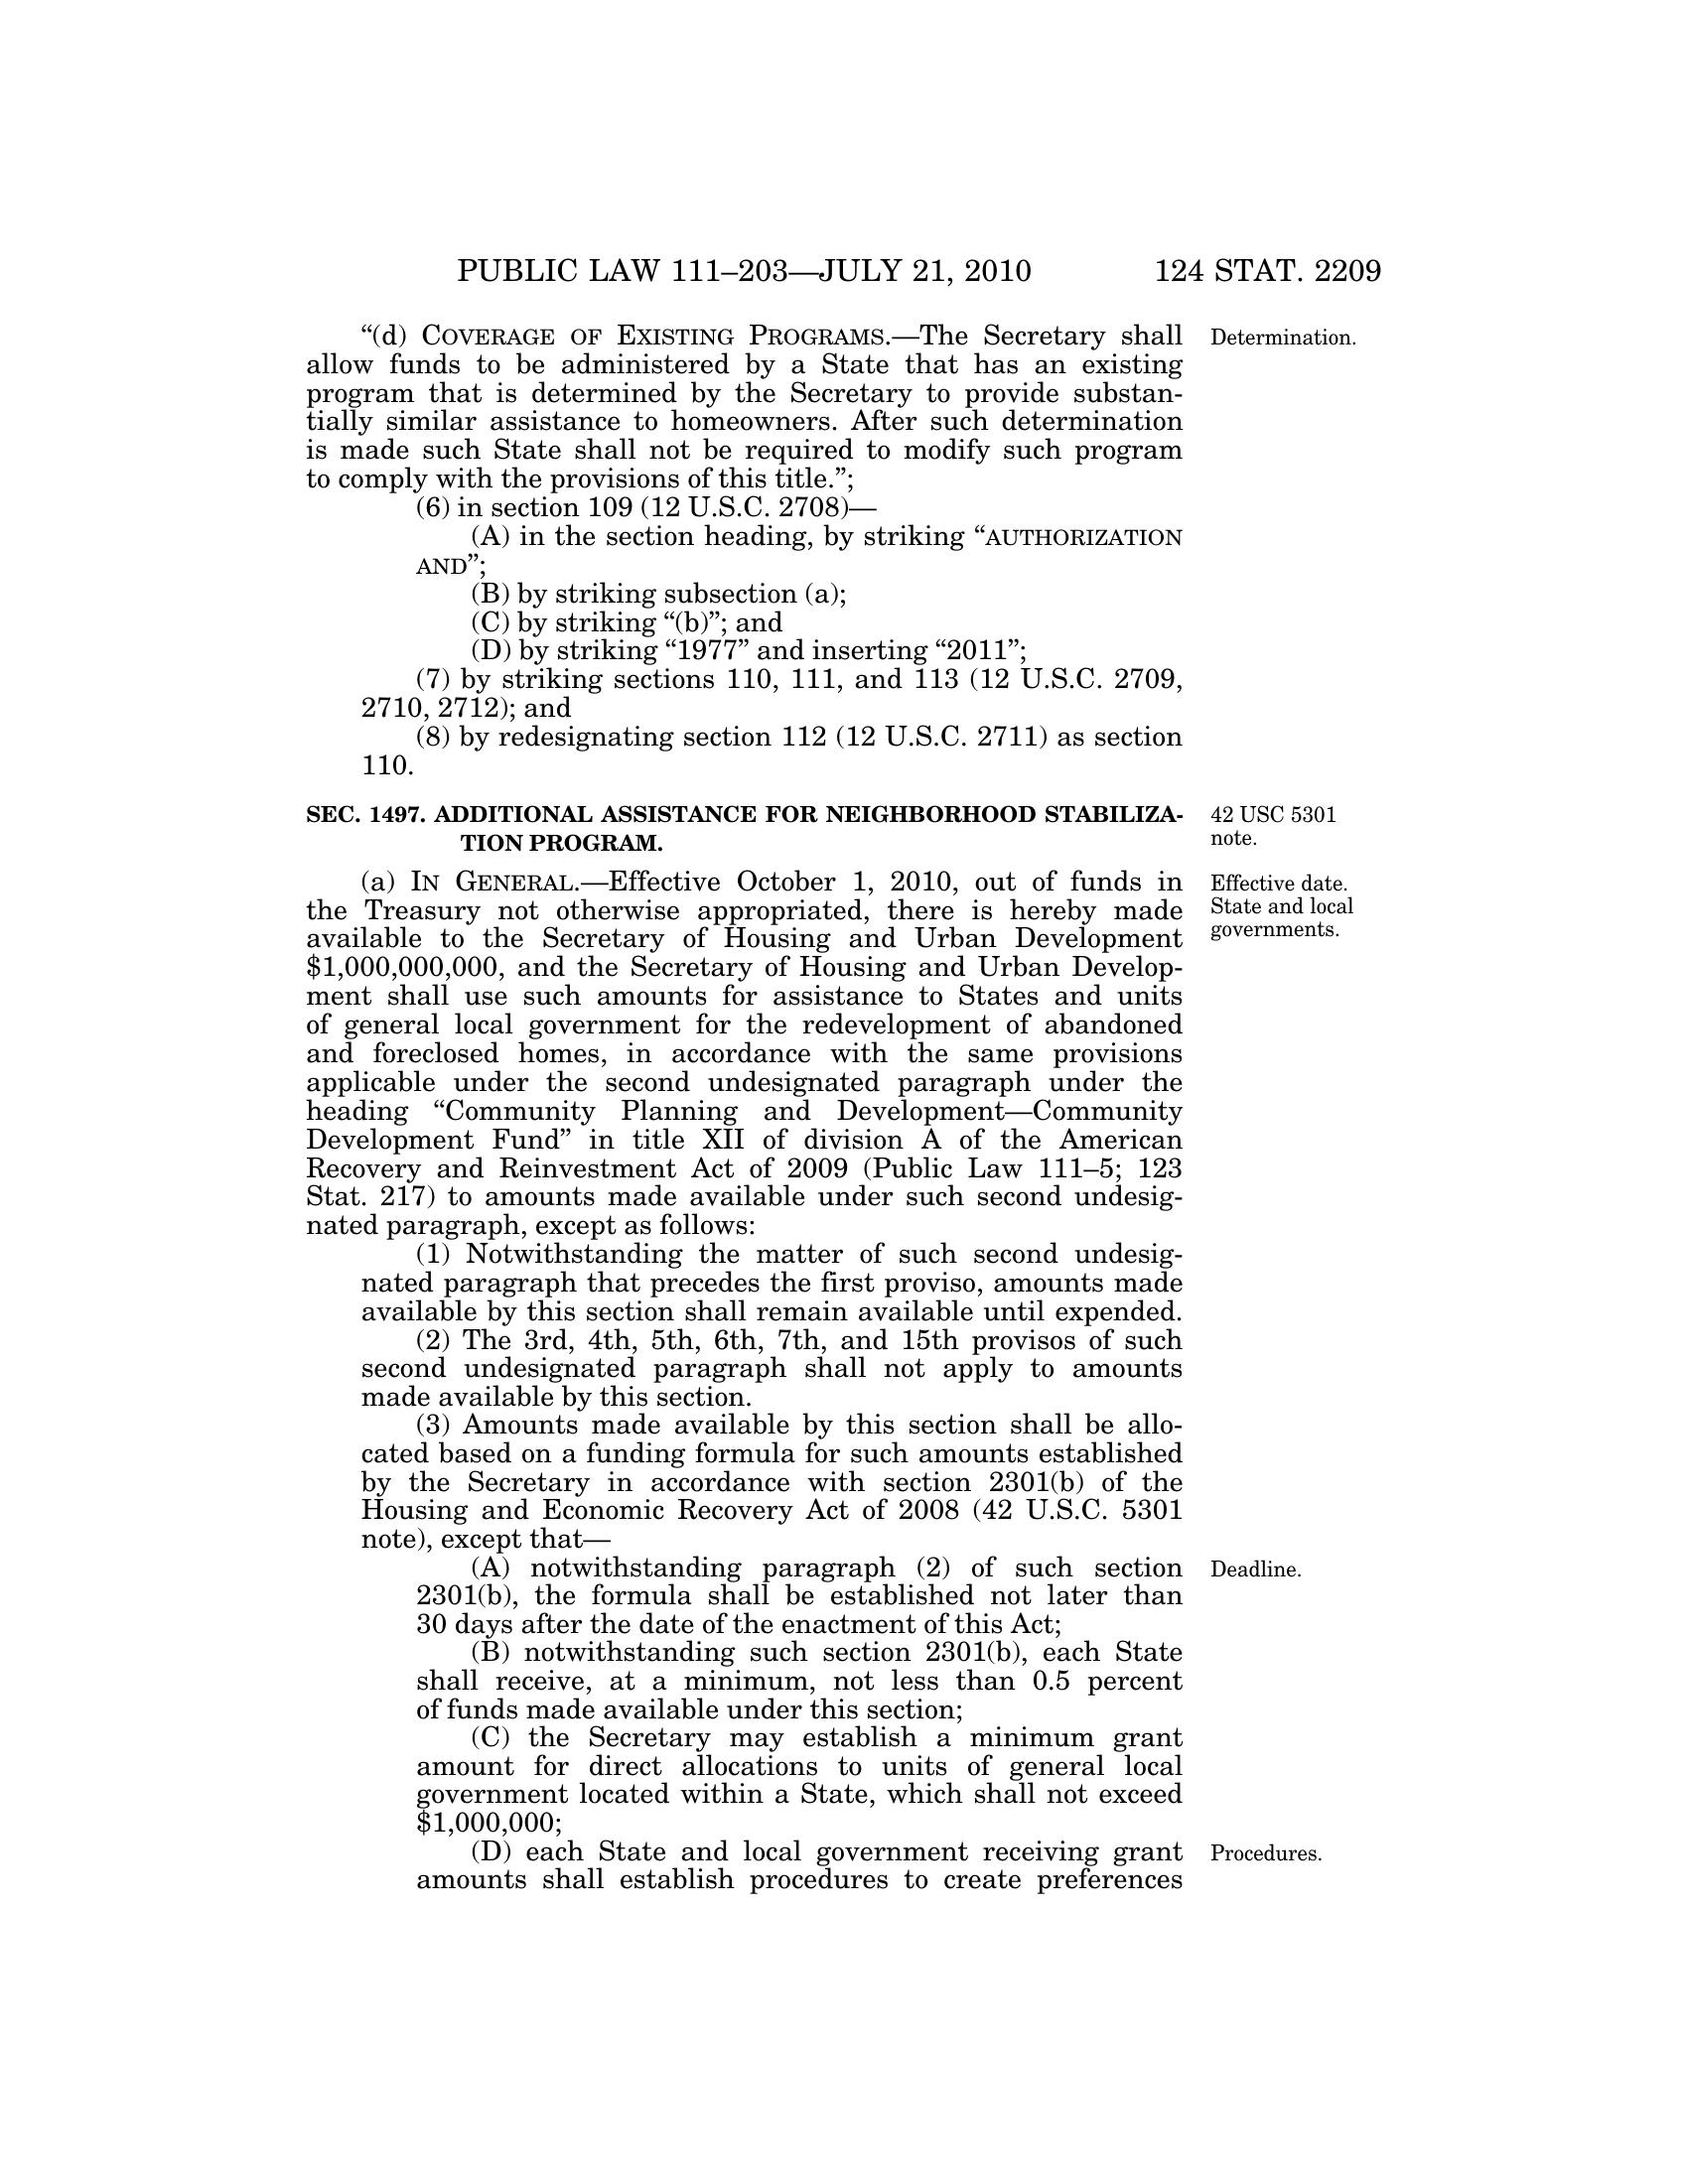 PUBLIC LAW 111–203—JULY 21, 2010 124 STAT. 2209
“(d) COVERAGE OF EXISTING PROGRAMS.—The Secretary shall
allow funds to be administered by a State that has an existing
program that is determined by the Secretary to provide substan-
tially similar assistance to homeowners. After such determination
is made such State shall not be required to modify such program
to comply with the provisions of this title.”;
(6) in section 109 (12 U.S.C. 2708)—
(A) in the section heading, by striking “AUTHORIZATION
AND”;
(B) by striking subsection (a);
(C) by striking “(b)”; and
(D) by striking “1977” and inserting “2011”;
(7) by striking sections 110, 111, and 113 (12 U.S.C. 2709,
2710, 2712); and
(8) by redesignating section 112 (12 U.S.C. 2711) as section
110.
SEC. 1497. ADDITIONAL ASSISTANCE FOR NEIGHBORHOOD STABILIZA-
TION PROGRAM.
(a) IN GENERAL.—Effective October 1, 2010, out of funds in
the Treasury not otherwise appropriated, there is hereby made
available to the Secretary of Housing and Urban Development
$1,000,000,000, and the Secretary of Housing and Urban Develop-
ment shall use such amounts for assistance to States and units
of general local government for the redevelopment of abandoned
and foreclosed homes, in accordance with the same provisions
applicable under the second undesignated paragraph under the
heading “Community Planning and Development—Community
Development Fund” in title XII of division A of the American
Recovery and Reinvestment Act of 2009 (Public Law 111–5; 123
Stat. 217) to amounts made available under such second undesig-
nated paragraph, except as follows:
(1) Notwithstanding the matter of such second undesig-
nated paragraph that precedes the first proviso, amounts made
available by this section shall remain available until expended.
(2) The 3rd, 4th, 5th, 6th, 7th, and 15th provisos of such
second undesignated paragraph shall not apply to amounts
made available by this section.
(3) Amounts made available by this section shall be allo-
cated based on a funding formula for such amounts established
by the Secretary in accordance with section 2301(b) of the
Housing and Economic Recovery Act of 2008 (42 U.S.C. 5301
note), except that—
(A) notwithstanding paragraph (2) of such section
2301(b), the formula shall be established not later than
30 days after the date of the enactment of this Act;
(B) notwithstanding such section 2301(b), each State
shall receive, at a minimum, not less than 0.5 percent
of funds made available under this section;
(C) the Secretary may establish a minimum grant
amount for direct allocations to units of general local
government located within a State, which shall not exceed
$1,000,000;
(D) each State and local government receiving grant
amounts shall establish procedures to create preferences
Determination.
42 USC 5301
note.
Effective date.
State and local
governments.
Deadline.
Procedures.